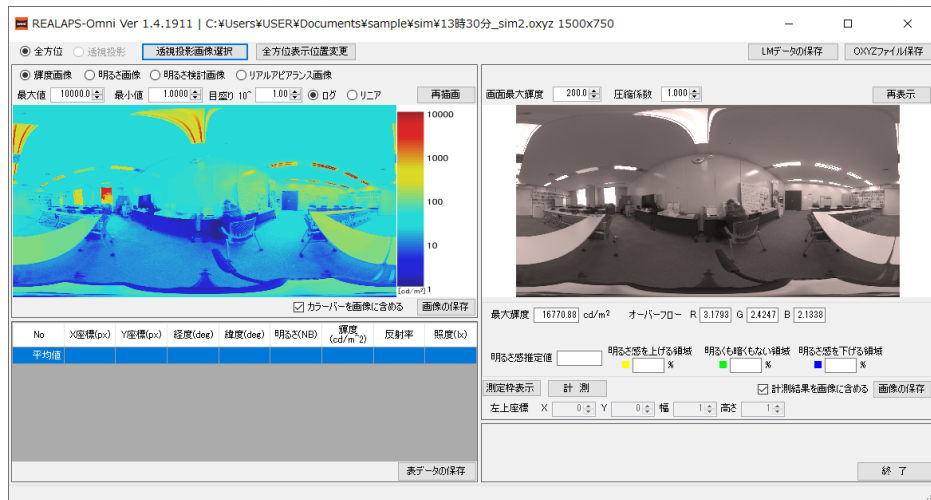 REALAPS-Omni Ver 1.4.1911 | C:¥Users¥USER¥Documents¥sample¥sim¥13時30分_sim2.oxyz 1500x750
全方位 透視投影 透視投影画像選択 全方位表示位置変更 LMデータの保存 OXYZファイル保存
輝度画像 明るさ画像 明るさ検討画像 リアルアピアランス画像
最大値 10000.0 最小値 1.0000 目盛り 10^ 1.00 ログ リニア 再描画
画面最大輝度 200.0 圧縮係数 1.000 再表示
10000
1000
100
10
[cd/m²] 1
カラーバーを画像に含める 画像の保存
最大輝度 16770.88 cd/m² オーバーフロー R 3.1793 G 2.4247 B 2.1338
No X座標(px) Y座標(px) 経度(deg) 緯度(deg) 明るさ(NB) 輝度(cd/m^2) 反射率 照度(lx)
平均値
明るさ感を上げる領域 明るくも暗くもない領域 明るさ感を下げる領域
明るさ感推定値 % % %
測定枠表示 計 測 計測結果を画像に含める 画像の保存
左上座標 X 0 Y 0 幅 1 高さ 1
表データの保存
終 了